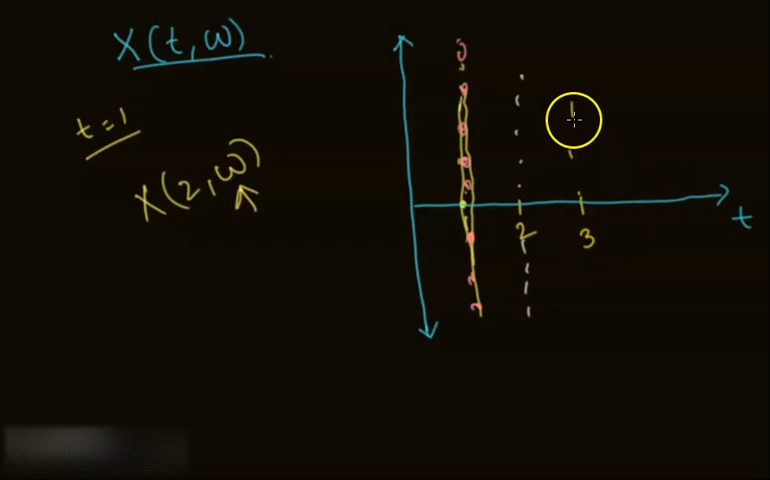 X(t, ω)
t = 1
X(2, ω)
2
3
t